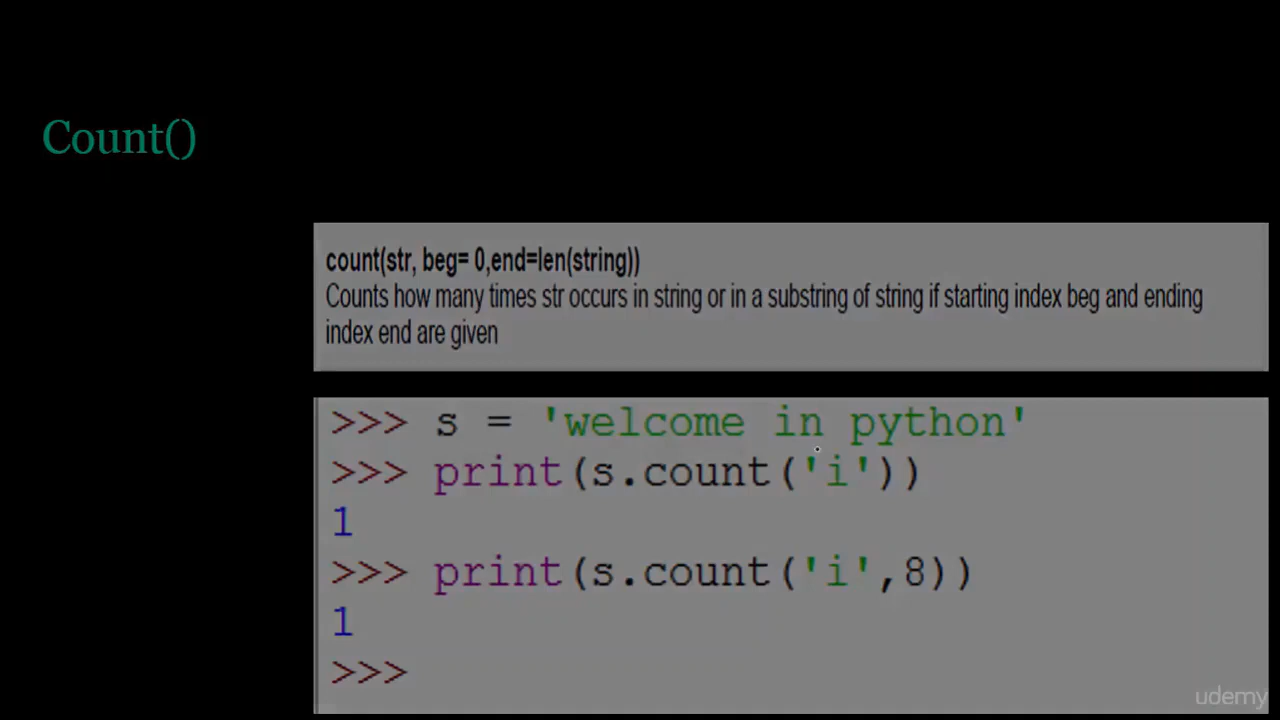 Count()
count(str, beg= 0,end=len(string))
Counts how many times str occurs in string or in a substring of string if starting index beg and ending
index end are given
>>> s = 'welcome in python'
>>> print(s.count('i'))
1
>>> print(s.count('i',8))
1
>>>
udemy